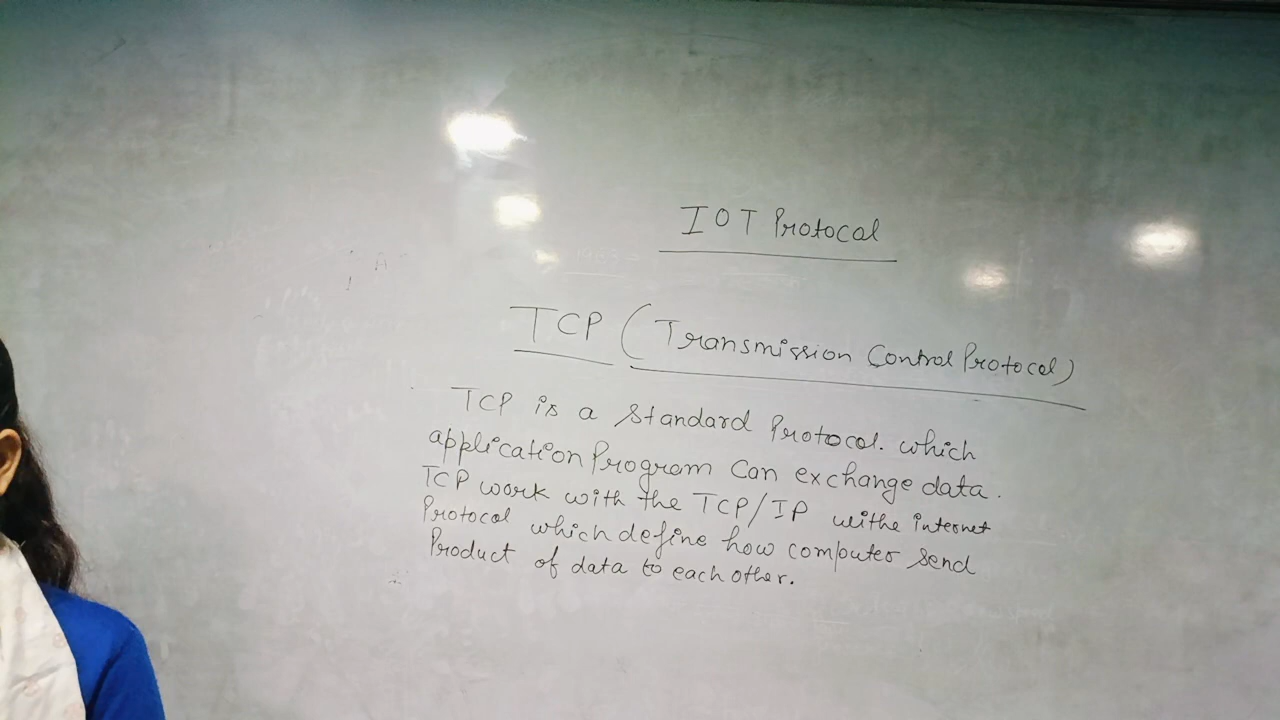 IOT Protocal
TCP (Transmission Control Protocol)
TCP is a standard Protocol. which
application Program can exchange data.
TCP work with the TCP/IP withe internet
Protocol which define how computer send
Product of data to each other.